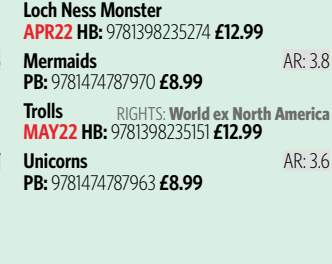 Loch Ness Monster
APR22 HB: 9781398235274 £12.99
Mermaids AR: 3.8
PB: 9781474787970 £8.99
Trolls RIGHTS: World ex North America
MAY22 HB: 9781398235151 £12.99
Unicorns AR: 3.6
PB: 9781474787963 £8.99